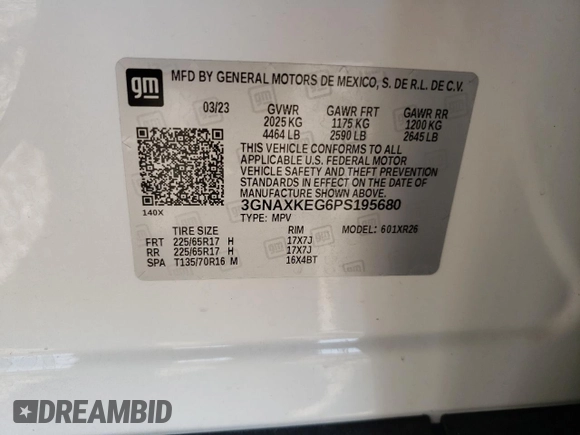 gm MFD BY GENERAL MOTORS DE MEXICO, S. DE R.L. DE C.V.
03/23 GVWR GAWR FRT GAWR RR
2025 KG 1175 KG 1200 KG
4464 LB 2590 LB 2645 LB
THIS VEHICLE CONFORMS TO ALL
APPLICABLE U.S. FEDERAL MOTOR
VEHICLE SAFETY AND THEFT PREVENTION
STANDARDS IN EFFECT ON THE DATE OF
MANUFACTURE SHOWN ABOVE.
3GNAXKEG6PS195680
140X TYPE: MPV
TIRE SIZE RIM MODEL: 601XR26
FRT 225/65R17 H 17X7J
RR 225/65R17 H 17X7J
SPA T135/70R16 M 16X4BT
DREAMBID